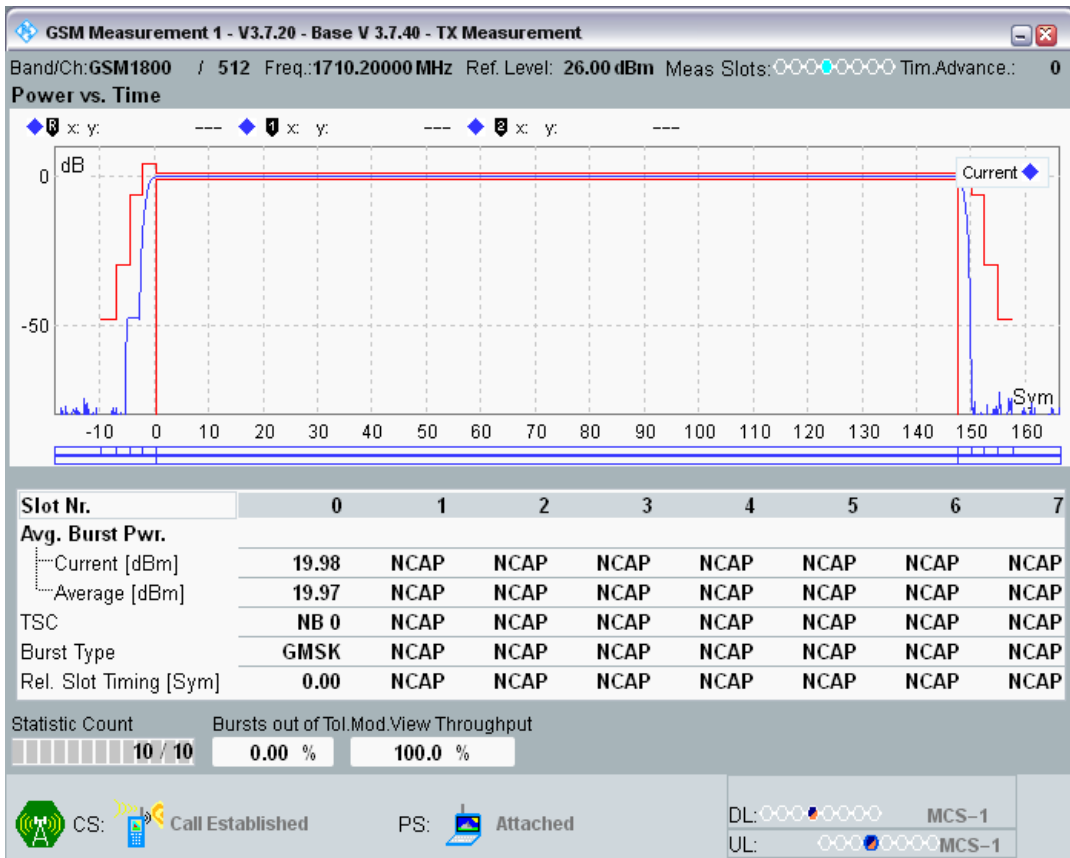 GSM Measurement 1 - V3.7.20 - Base V 3.7.40 - TX Measurement
Band/Ch:GSM1800 / 512 Freq.:1710.20000 MHz Ref. Level: 26.00 dBm Meas Slots: Tim.Advance.: 0
Power vs. Time
R x: y: --- 1 x: y: --- 2 x: y: ---
dB
Current
0
-50
Sym
-10 0 10 20 30 40 50 60 70 80 90 100 110 120 130 140 150 160
Slot Nr. 0 1 2 3 4 5 6 7
Avg. Burst Pwr.
Current [dBm] 19.98 NCAP NCAP NCAP NCAP NCAP NCAP NCAP
Average [dBm] 19.97 NCAP NCAP NCAP NCAP NCAP NCAP NCAP
TSC NB 0 NCAP NCAP NCAP NCAP NCAP NCAP NCAP
Burst Type GMSK NCAP NCAP NCAP NCAP NCAP NCAP NCAP
Rel. Slot Timing [Sym] 0.00 NCAP NCAP NCAP NCAP NCAP NCAP NCAP
Statistic Count Bursts out of Tol.Mod.View Throughput
10 / 10 0.00 % 100.0 %
CS: Call Established PS: Attached
DL: MCS-1
UL: MCS-1